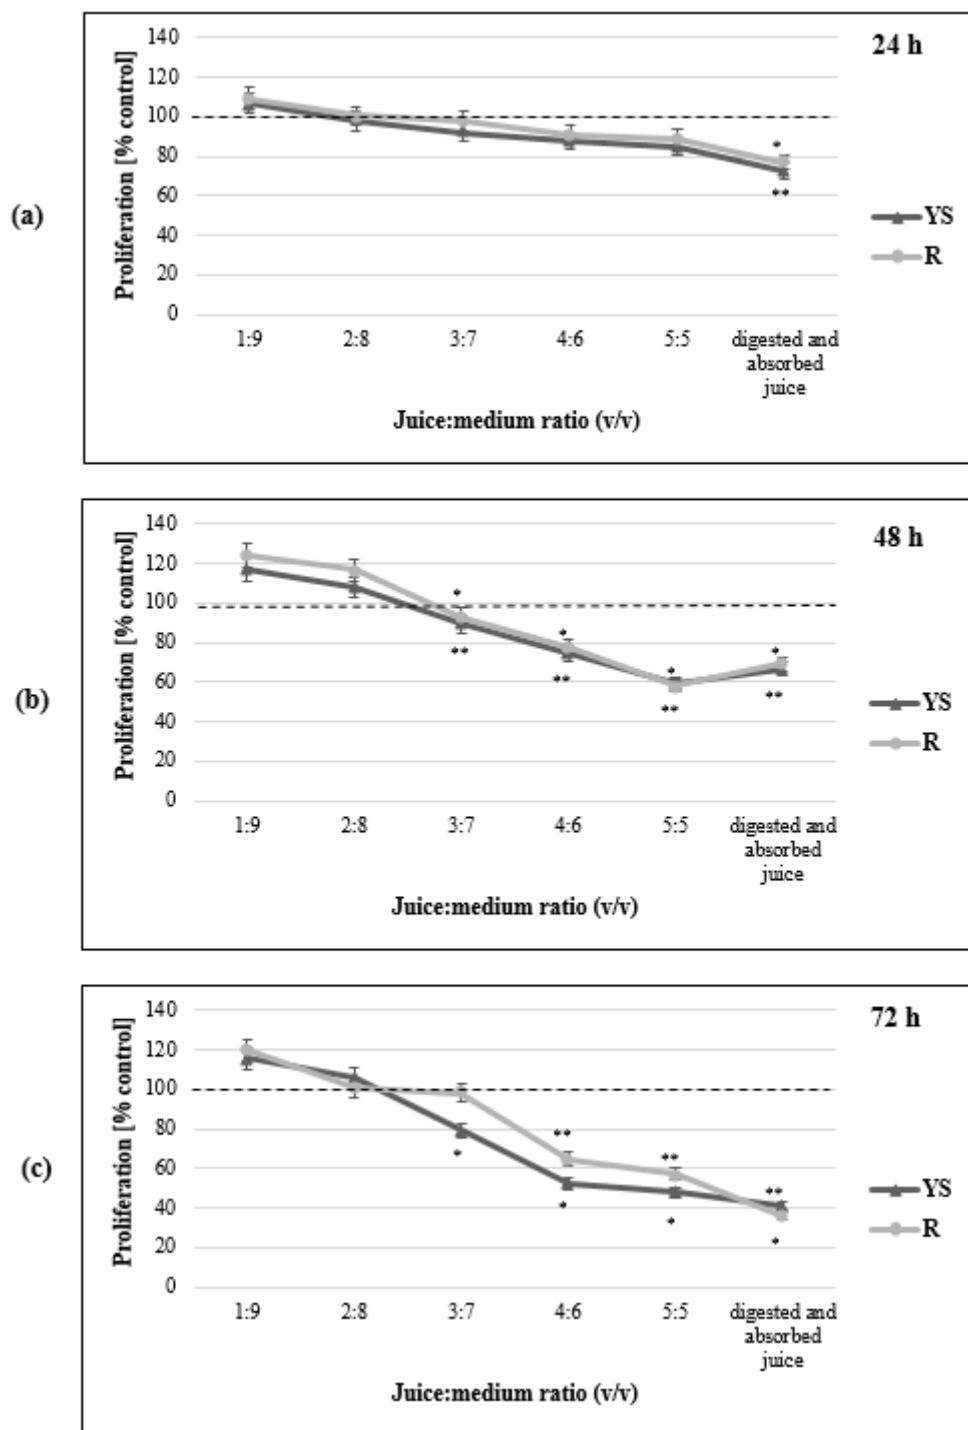 (a)
24 h
Proliferation [% control]
140
120
100
80
60
40
20
0
*
**
1:9 2:8 3:7 4:6 5:5 digested and
absorbed
juice
Juice:medium ratio (v/v)
YS
R
(b)
48 h
Proliferation [% control]
140
120
100
80
60
40
20
0
* * * *
** ** ** **
1:9 2:8 3:7 4:6 5:5 digested and
absorbed
juice
Juice:medium ratio (v/v)
YS
R
(c)
72 h
Proliferation [% control]
140
120
100
80
60
40
20
0
** ** **
* * * *
1:9 2:8 3:7 4:6 5:5 digested and
absorbed
juice
Juice:medium ratio (v/v)
YS
R